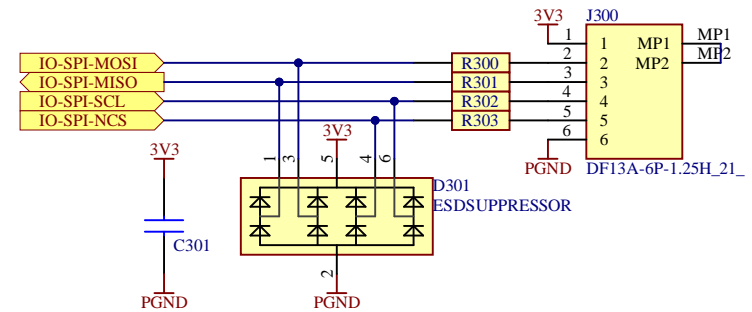 3V3
J300
1
1
MP1
MP1
IO-SPI-MOSI
R300
2
2
MP2
MP2
IO-SPI-MISO
R301
3
3
IO-SPI-SCL
R302
4
4
IO-SPI-NCS
R303
5
5
6
6
3V3
3V3
1
3
5
4
6
PGND
DF13A-6P-1.25H_21_
D301
ESDSUPPRESSOR
C301
2
PGND
PGND